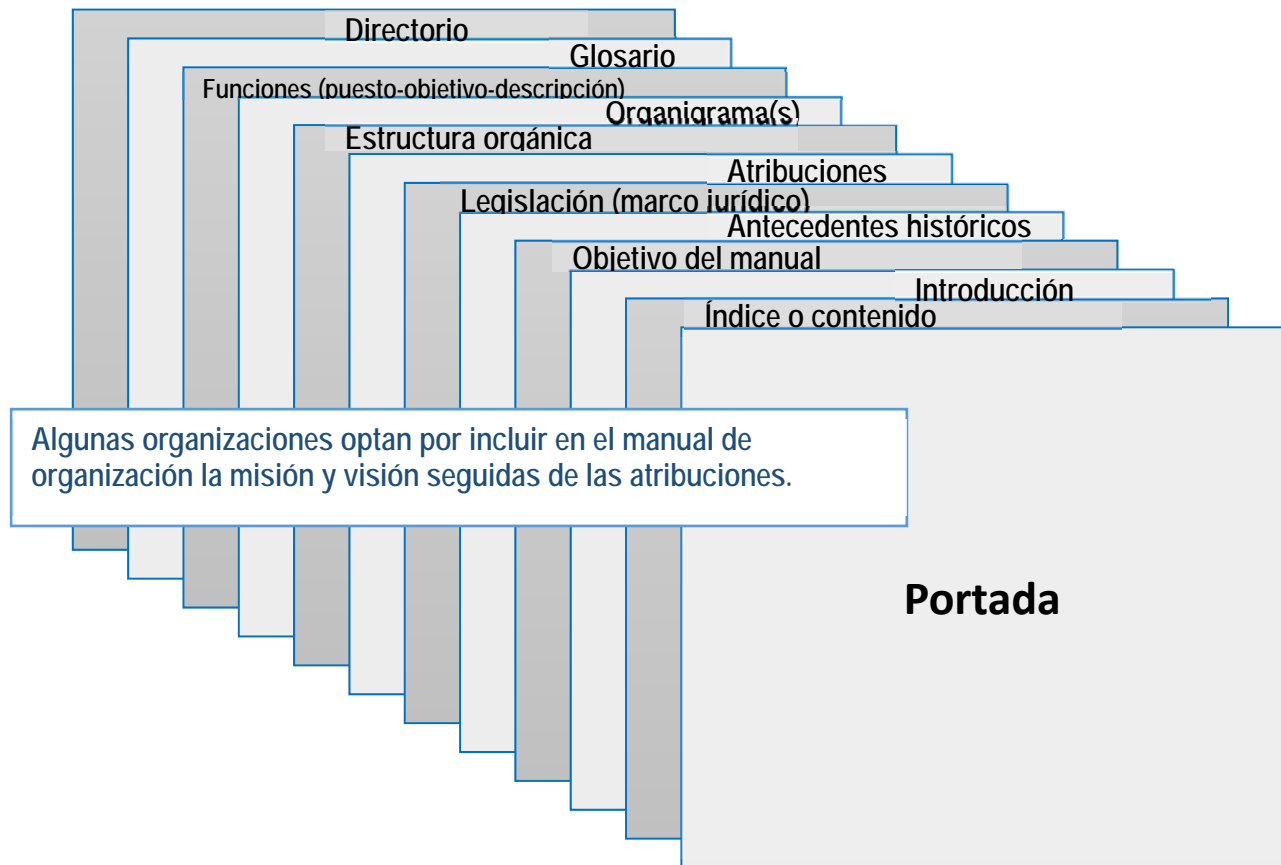 Directorio
Glosario
Funciones (puesto-objetivo-descripción)
Organigrama(s)
Estructura orgánica
Atribuciones
Legislación (marco jurídico)
Antecedentes históricos
Objetivo del manual
Introducción
Índice o contenido
Algunas organizaciones optan por incluir en el manual de
organización la misión y visión seguidas de las atribuciones.
Portada